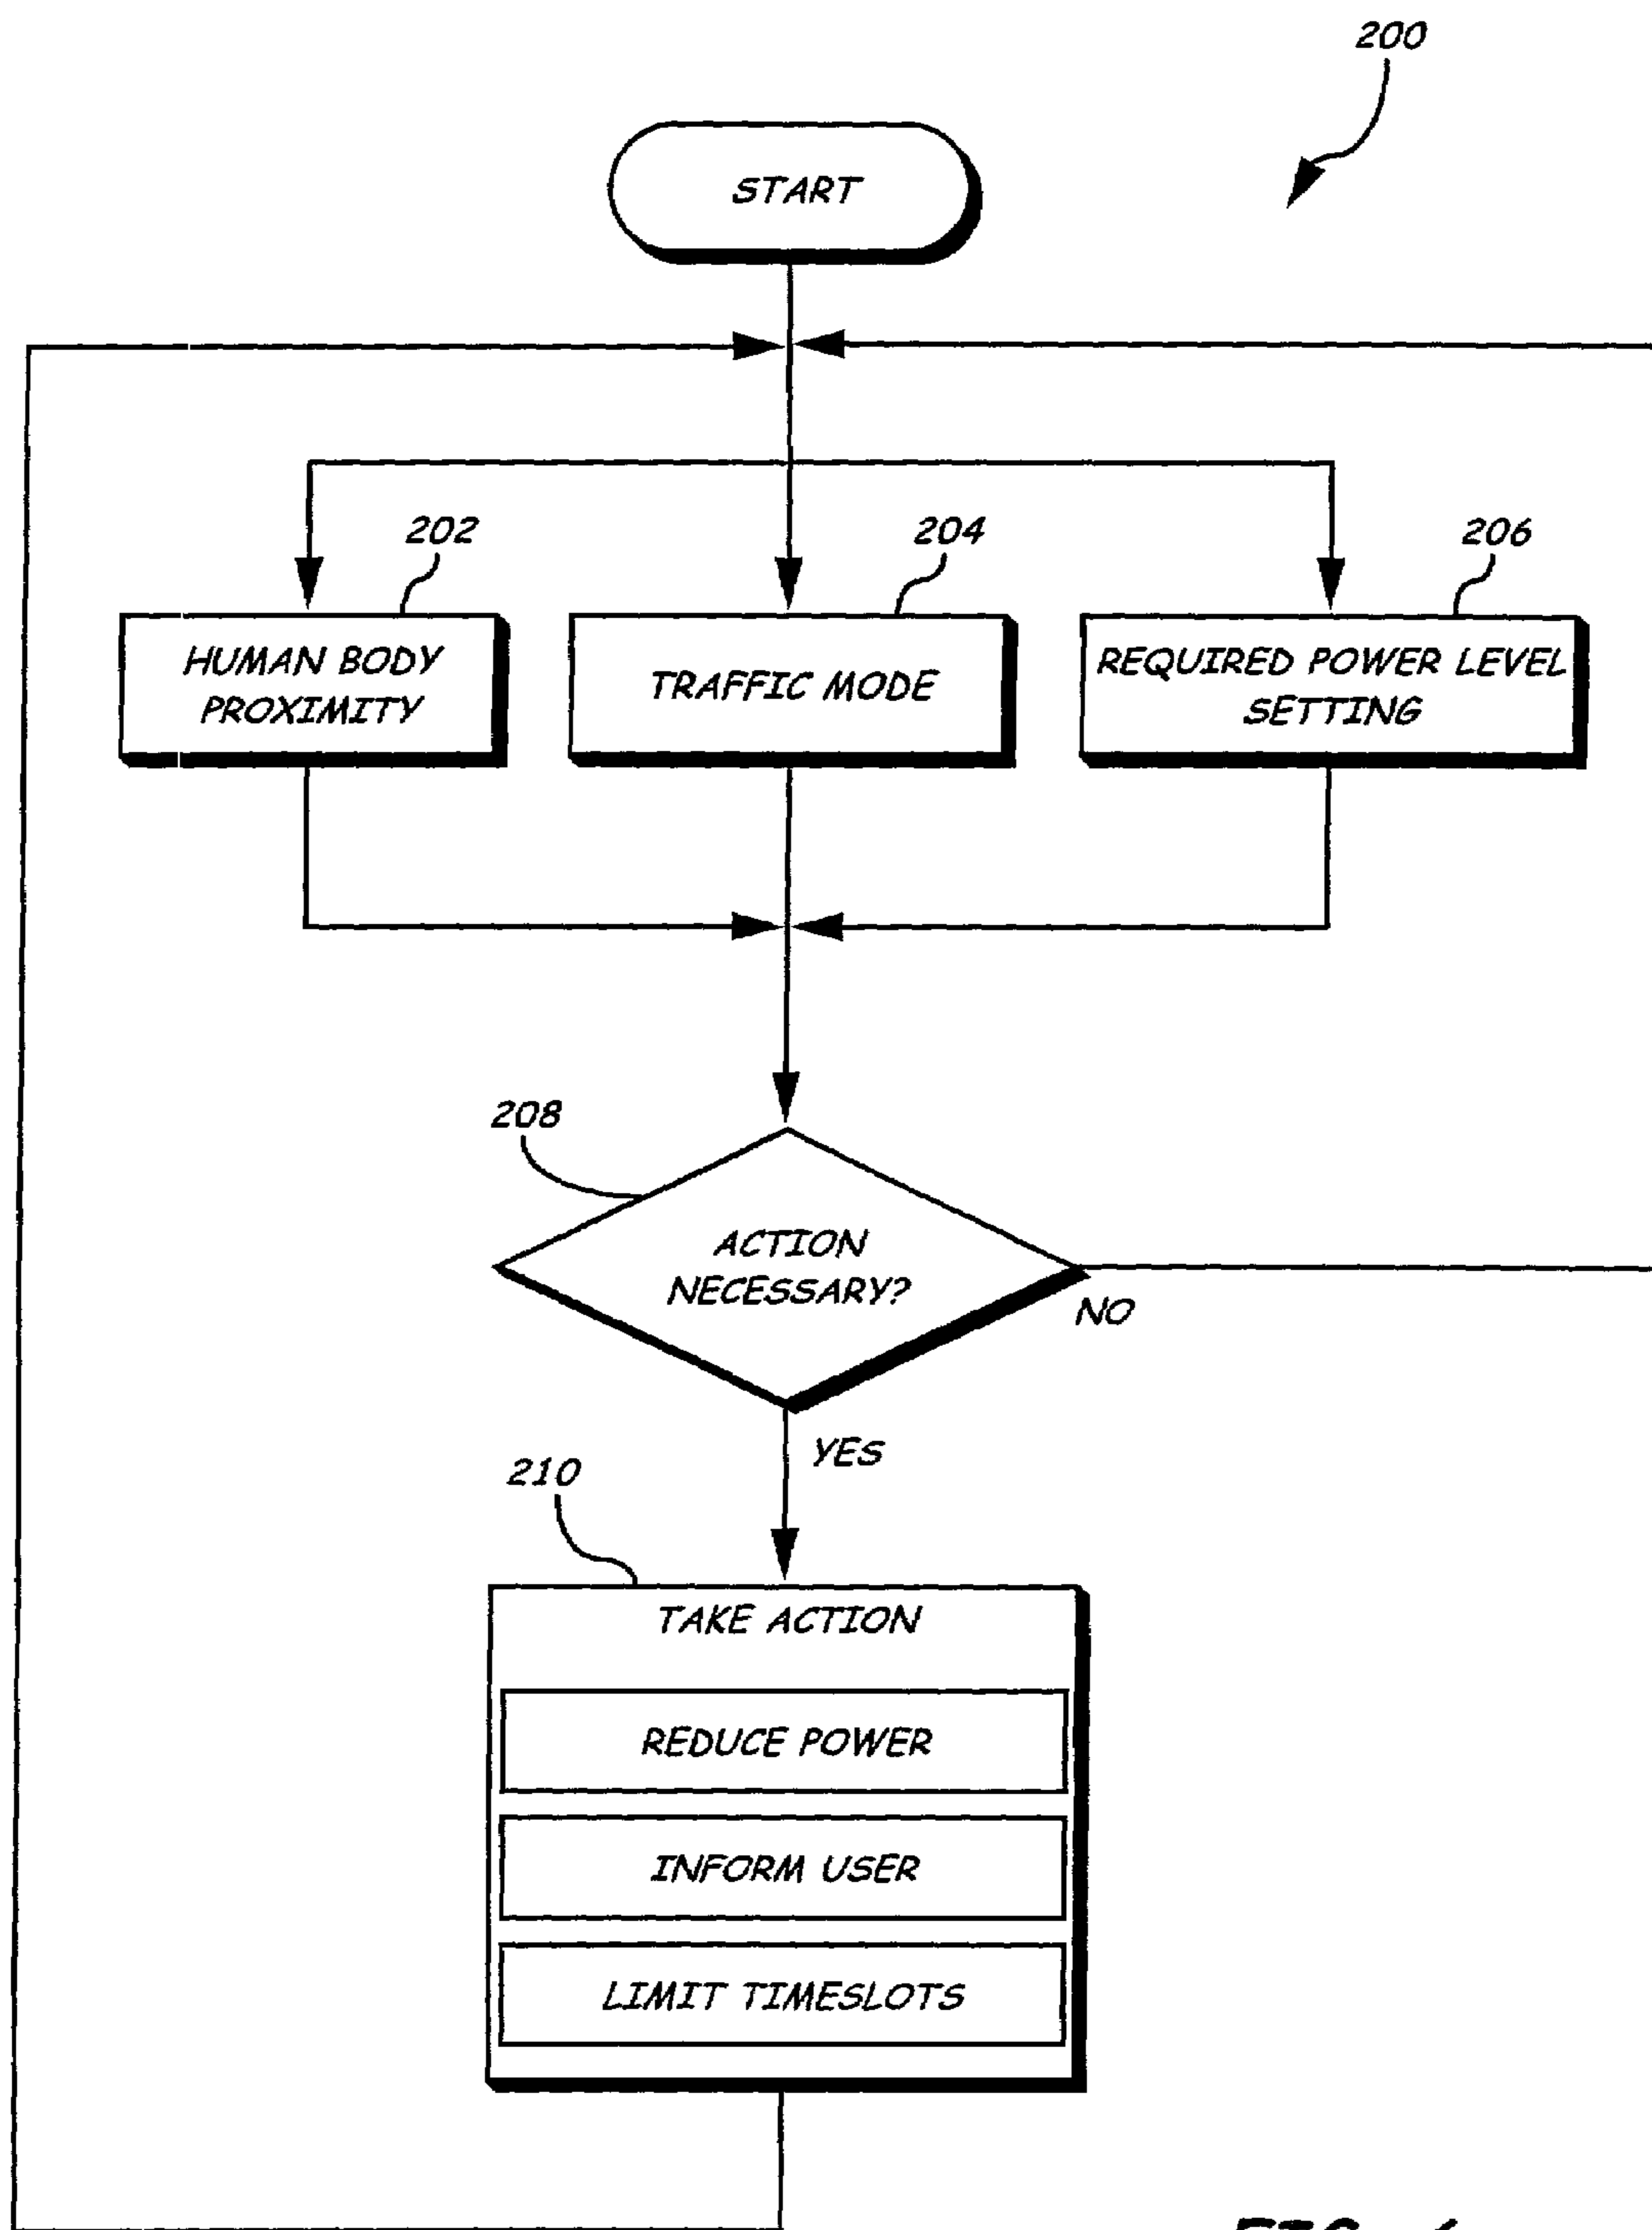 200
START
202
204
206
HUMAN BODY
PROXIMITY
TRAFFIC MODE
REQUIRED POWER LEVEL
SETTING
208
ACTION
NECESSARY?
NO
YES
210
TAKE ACTION
REDUCE POWER
INFORM USER
LIMIT TIMESLOTS